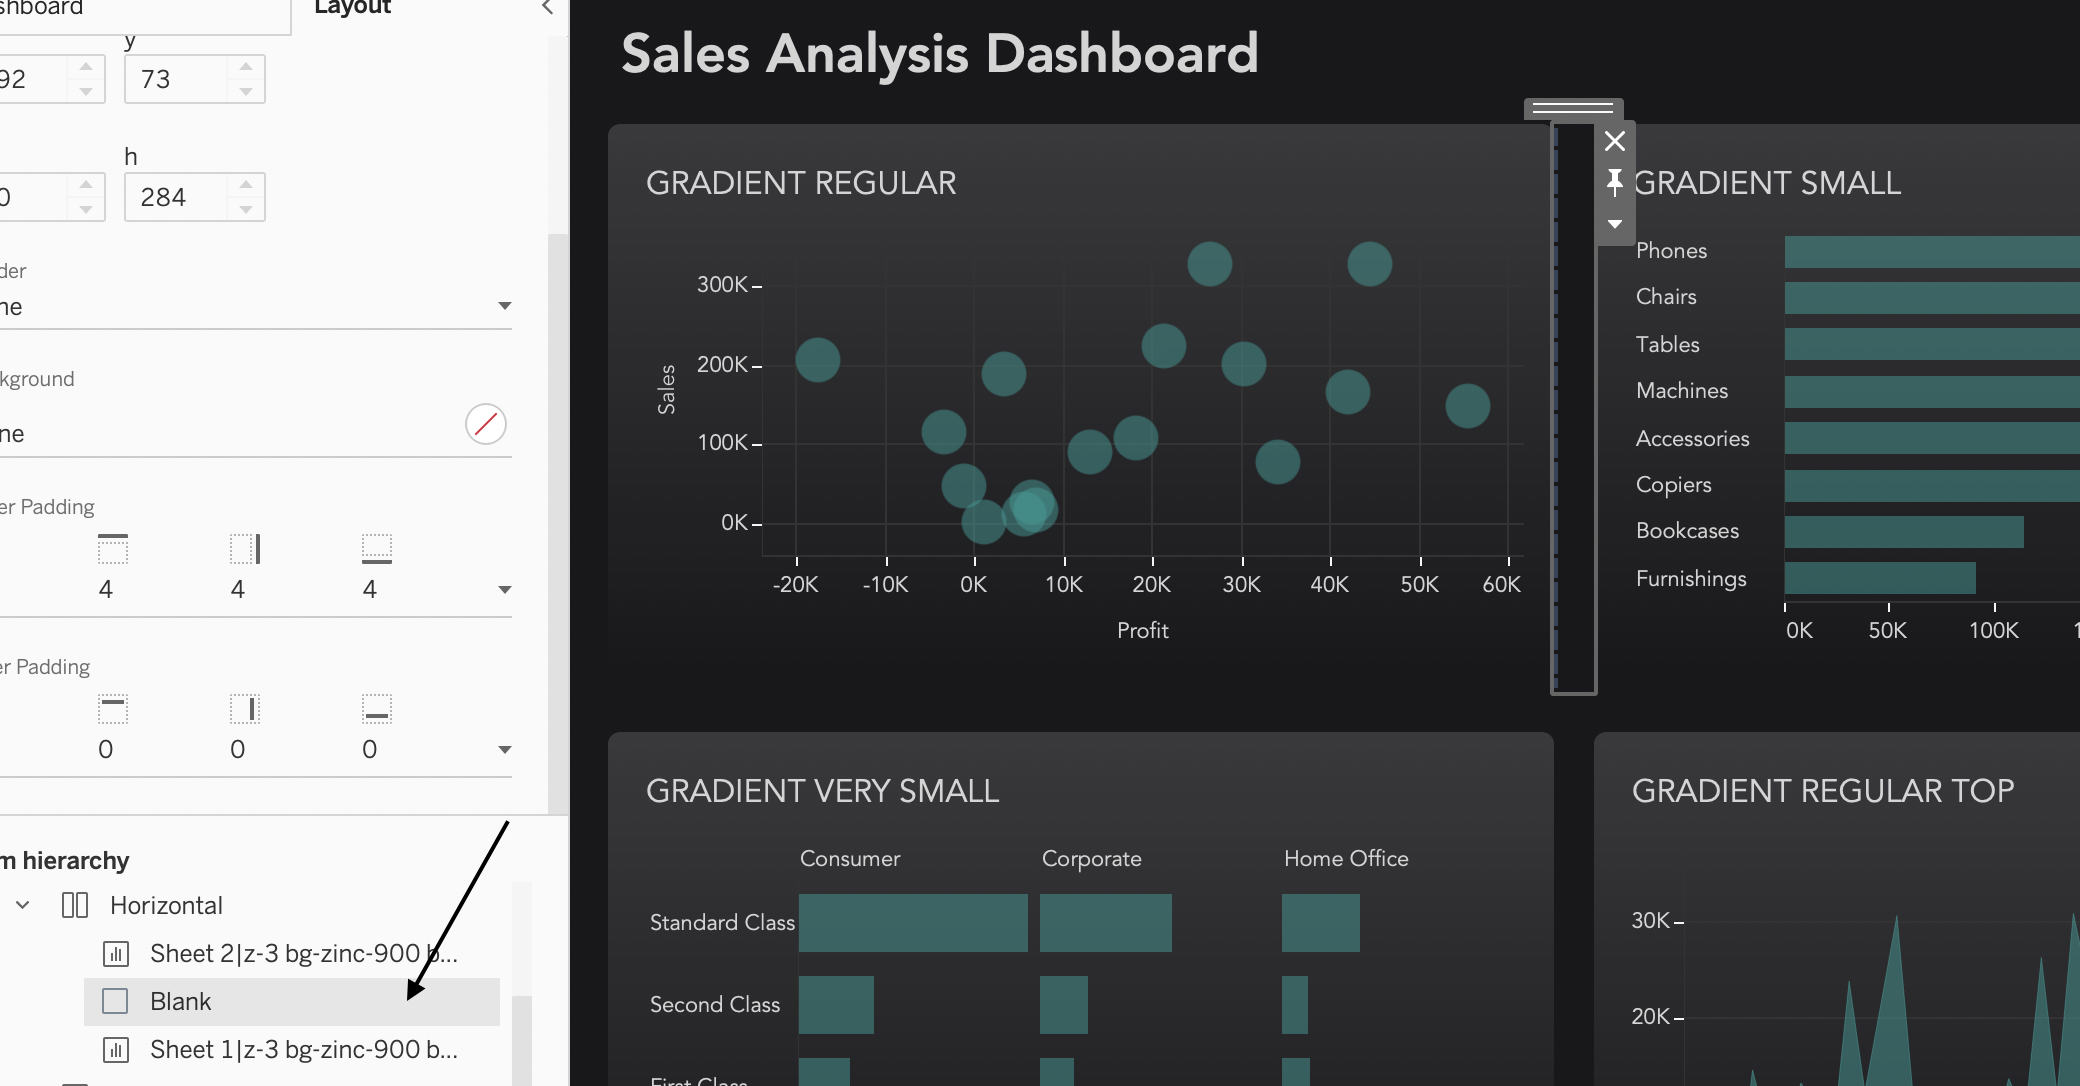 shboard
Layout
y
92
73
h
0
284
der
ne
kground
ne
er Padding
4
4
4
er Padding
0
0
0
m hierarchy
Horizontal
Sheet 2|z-3 bg-zinc-900 b...
Blank
Sheet 1|z-3 bg-zinc-900 b...
Sales Analysis Dashboard
GRADIENT REGULAR
300K
200K
100K
0K
Sales
-20K -10K 0K 10K 20K 30K 40K 50K 60K
Profit
GRADIENT SMALL
Phones
Chairs
Tables
Machines
Accessories
Copiers
Bookcases
Furnishings
0K 50K 100K 1
GRADIENT VERY SMALL
Consumer Corporate Home Office
Standard Class
Second Class
First Class
GRADIENT REGULAR TOP
30K
20K